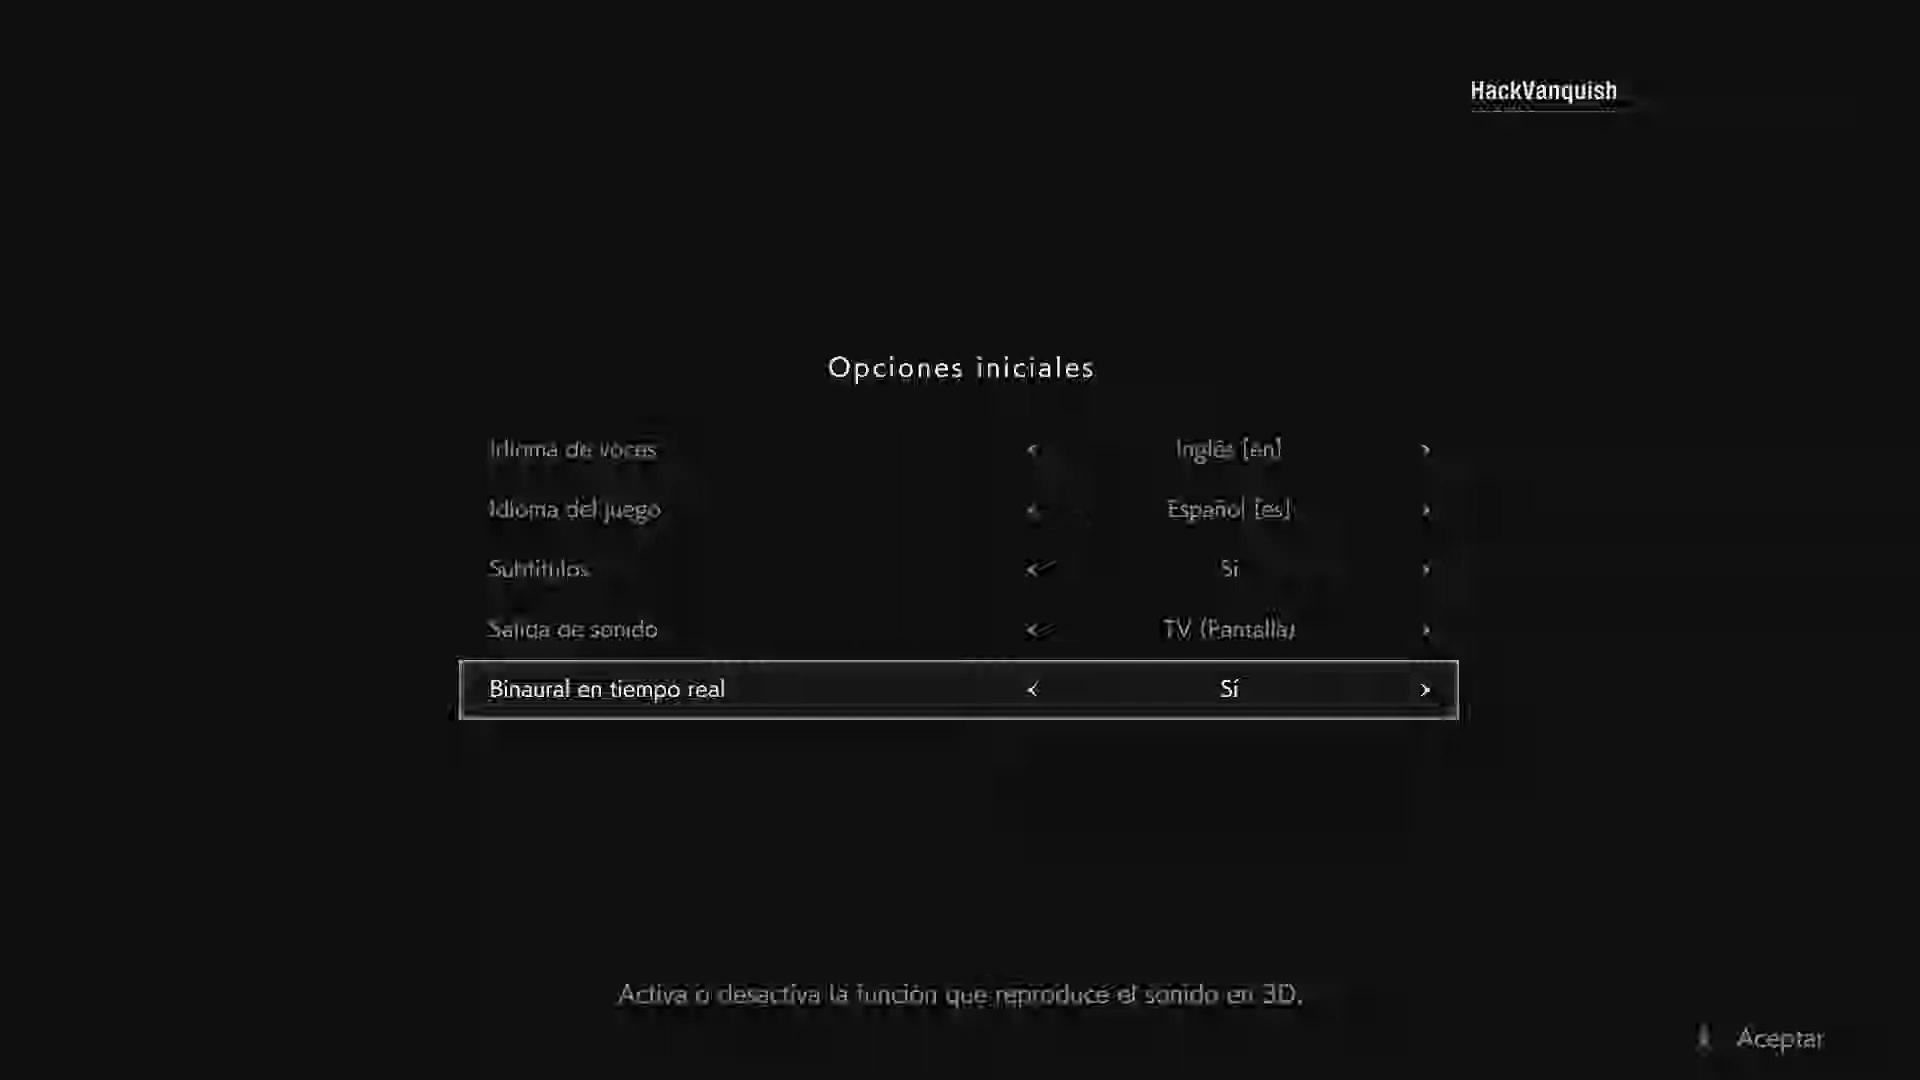 HackVanquish
Opciones iniciales
Idioma de voces < Inglés [en] >
Idioma del juego < Español [es] >
Subtítulos < Sí >
Salida de sonido < TV (Pantalla) >
Binaural en tiempo real < Sí >
Activa o desactiva la función que reproduce el sonido en 3D.
Aceptar